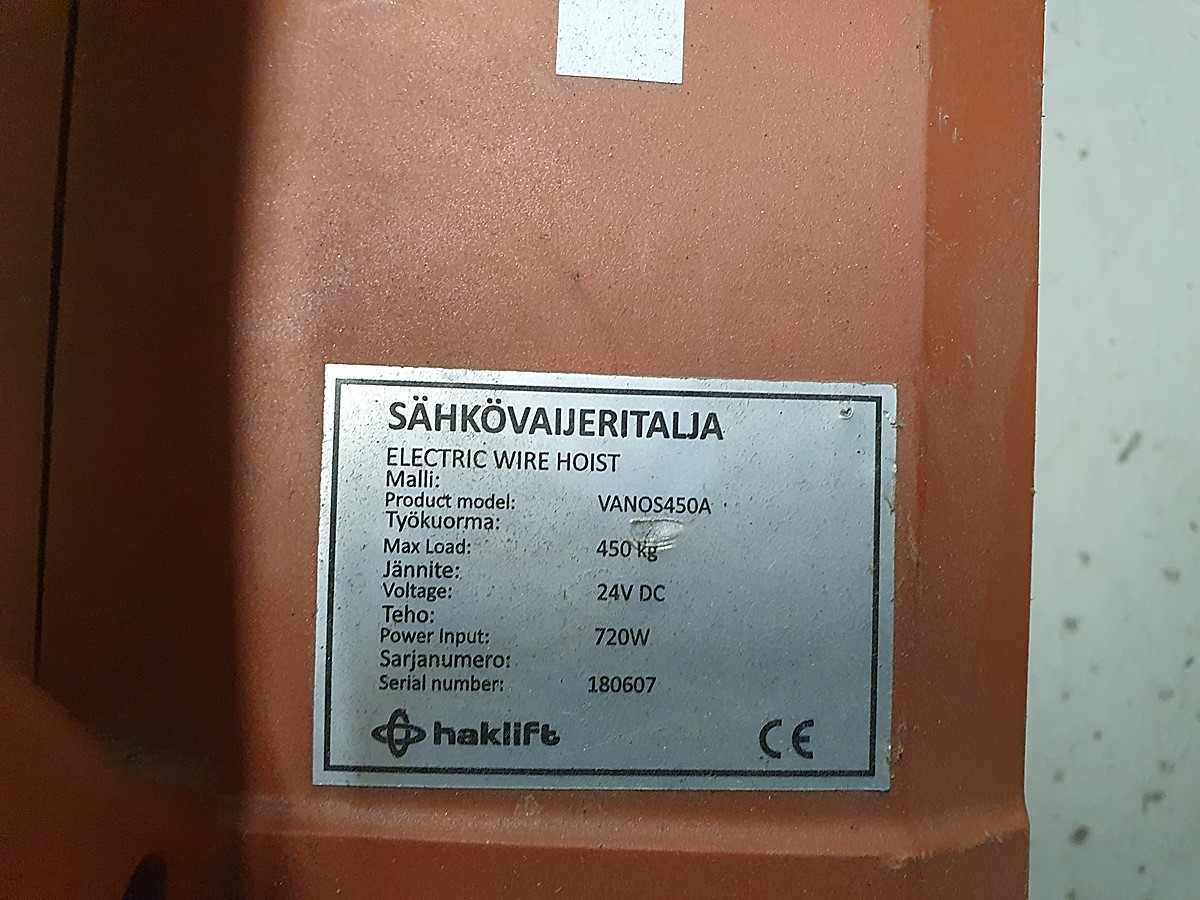 SÄHKÖVAIJERITALJA
ELECTRIC WIRE HOIST
Malli:
Product model: VANOS450A
Työkuorma:
Max Load: 450 kg
Jännite:
Voltage: 24V DC
Teho:
Power Input: 720W
Sarjanumero:
Serial number: 180607
haklift CE